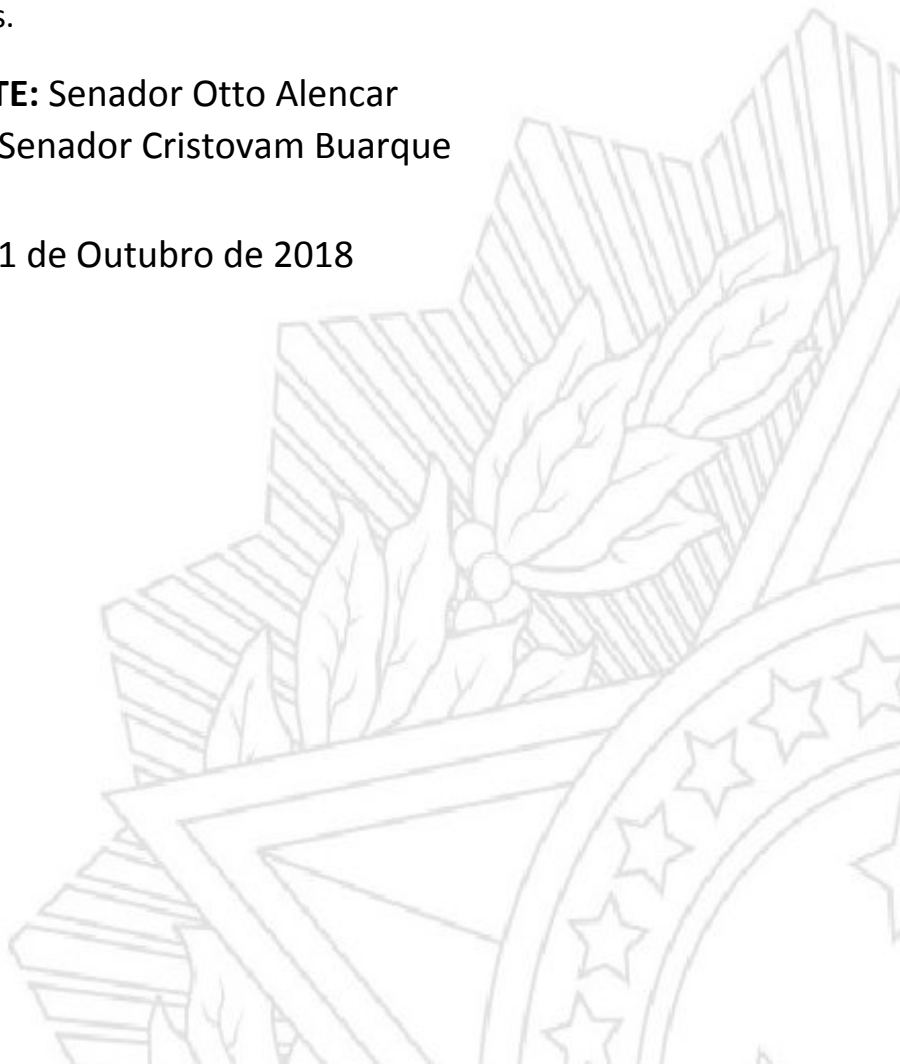 s.
TE: Senador Otto Alencar
Senador Cristovam Buarque
1 de Outubro de 2018